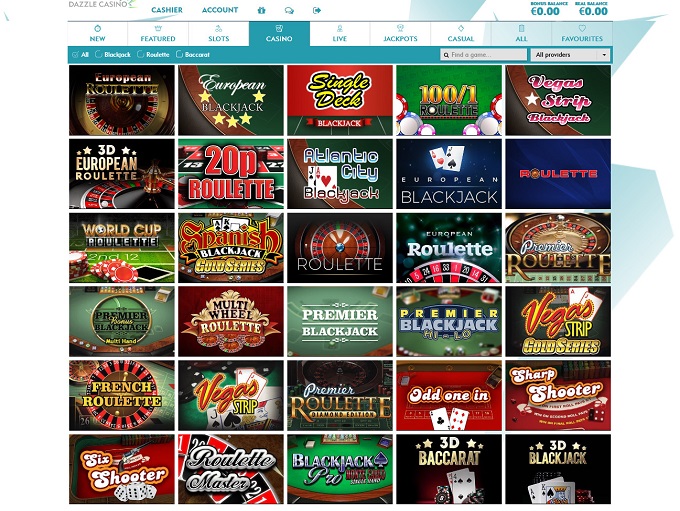 DAZZLE CASINO
CASHIER
ACCOUNT
BONUS BALANCE
€0.00
REAL BALANCE
€0.00
NEW
FEATURED
SLOTS
CASINO
LIVE
JACKPOTS
CASUAL
ALL
FAVOURITES
All
Blackjack
Roulette
Baccarat
Find a game...
All providers
European
ROULETTE
European
BLACKJACK
Single
Deck
BLACKJACK
100/1
ROULETTE
Vegas
Strip
Blackjack
3D
EUROPEAN
ROULETTE
20p
ROULETTE
Atlantic
City
Blackjack
EUROPEAN
BLACKJACK
ROULETTE
WORLD CUP
ROULETTE
2nd 12
Spanish
BLACKJACK
GOLD SERIES
ROULETTE
EUROPEAN
Roulette
Premier
ROULETTE
PREMIER
bonus
BLACKJACK
Multi Hand
MULTI
WHEEL
ROULETTE
PREMIER
BLACKJACK
PREMIER
BLACKJACK
HI-LO
Vegas
STRIP
GOLD SERIES
FRENCH
ROULETTE
Vegas
STRIP
Premier
ROULETTE
DIAMOND EDITION
Odd one in
Sharp
Shooter
Six
Shooter
Roulette
Master
BLACKJACK
Pro
SINGLE HAND
3D
BACCARAT
3D
BLACKJACK